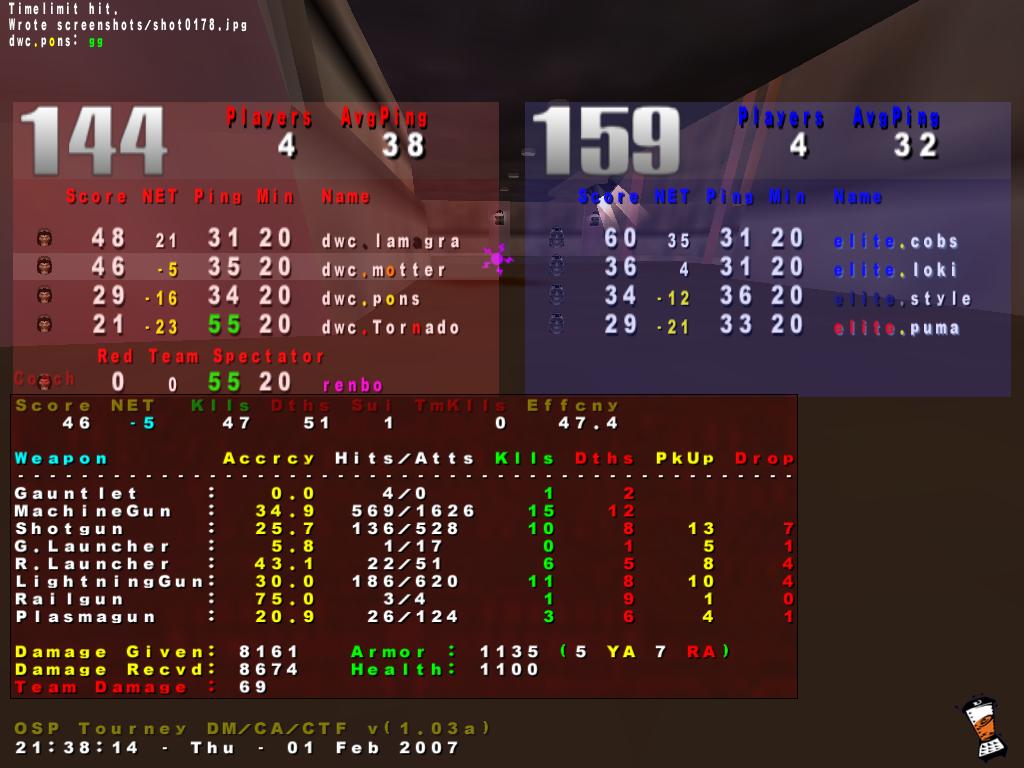 Timelimit hit.
Wrote screenshots/shot0178.jpg
dwc.pons: gg
144 Players AvgPing
4 38
Score NET Ping Min Name
48 21 31 20 dwc.lamagra
46 -5 35 20 dwc.motter
29 -16 34 20 dwc.pons
21 -23 55 20 dwc.Tornado
Red Team Spectator
Coach 0 0 55 20 renbo
159 Players AvgPing
4 32
Score NET Ping Min Name
60 35 31 20 elite.cobs
36 4 31 20 elite.loki
34 -12 36 20 elite.style
29 -21 33 20 elite.puma
Score NET Klls Dths Sui TmKlls Effcny
46 -5 47 51 1 0 47.4
Weapon Accrcy Hits/Atts Klls Dths PkUp Drop
Gauntlet : 0.0 4/0 1 2
MachineGun : 34.9 569/1626 15 12
Shotgun : 25.7 136/528 10 8 13 7
G.Launcher : 5.8 1/17 0 1 5 1
R.Launcher : 43.1 22/51 6 5 8 4
LightningGun: 30.0 186/620 11 8 10 4
Railgun : 75.0 3/4 1 9 1 0
Plasmagun : 20.9 26/124 3 6 4 1
Damage Given: 8161 Armor : 1135 (5 YA 7 RA)
Damage Recvd: 8674 Health: 1100
Team Damage : 69
OSP Tourney DM/CA/CTF v(1.03a)
21:38:14 - Thu - 01 Feb 2007